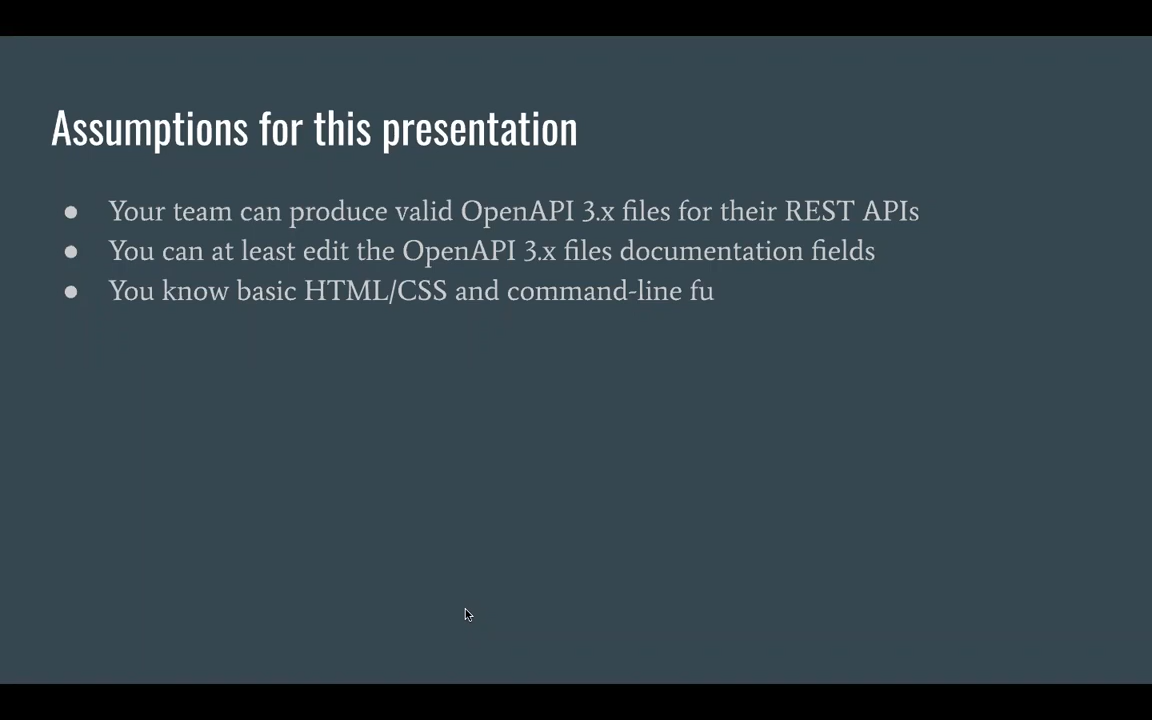 Assumptions for this presentation
● Your team can produce valid OpenAPI 3.x files for their REST APIs
● You can at least edit the OpenAPI 3.x files documentation fields
● You know basic HTML/CSS and command-line fu